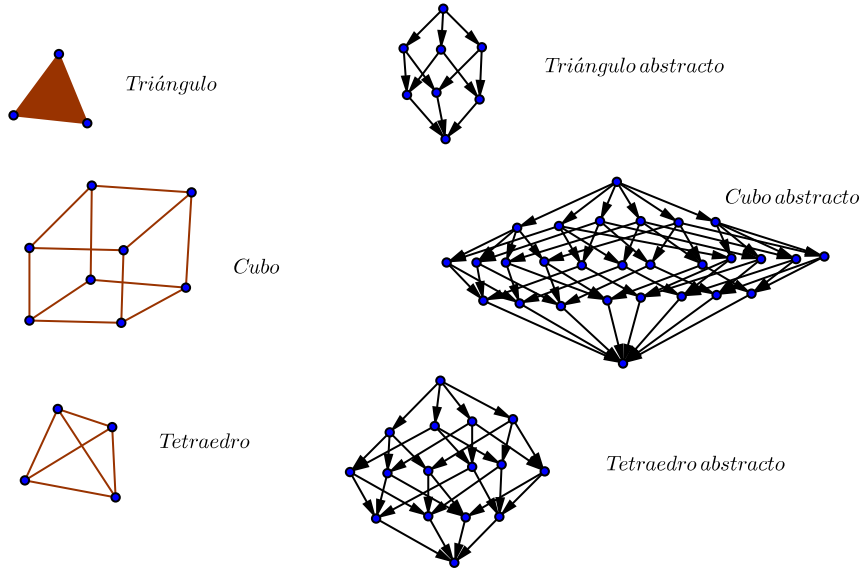 Triángulo
Triángulo abstracto
Cubo abstracto
Cubo
Tetraedro
Tetraedro abstracto